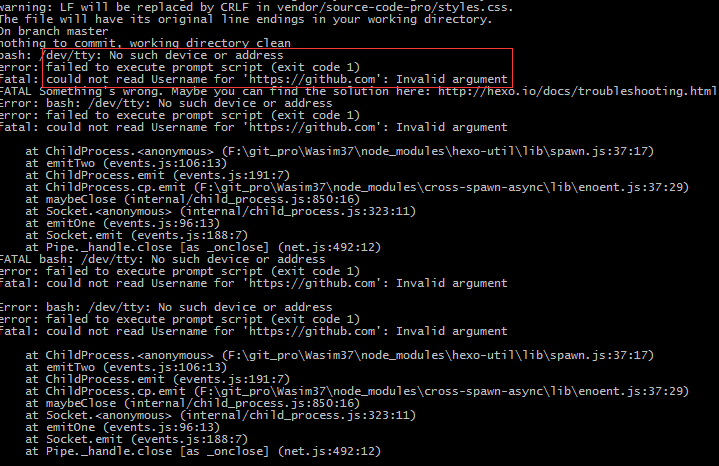 warning: LF will be replaced by CRLF in vendor/source-code-pro/styles.css.
The file will have its original line endings in your working directory.
On branch master
nothing to commit, working directory clean
bash: /dev/tty: No such device or address
error: failed to execute prompt script (exit code 1)
fatal: could not read Username for 'https://github.com': Invalid argument
FATAL Something's wrong. Maybe you can find the solution here: http://hexo.io/docs/troubleshooting.html
Error: bash: /dev/tty: No such device or address
error: failed to execute prompt script (exit code 1)
fatal: could not read Username for 'https://github.com': Invalid argument
at ChildProcess.<anonymous> (F:\git_pro\Wasim37\node_modules\hexo-util\lib\spawn.js:37:17)
at emitTwo (events.js:106:13)
at ChildProcess.emit (events.js:191:7)
at ChildProcess.cp.emit (F:\git_pro\Wasim37\node_modules\cross-spawn-async\lib\enoent.js:37:29)
at maybeClose (internal/child_process.js:850:16)
at Socket.<anonymous> (internal/child_process.js:323:11)
at emitOne (events.js:96:13)
at Socket.emit (events.js:188:7)
at Pipe._handle.close [as _onclose] (net.js:492:12)
FATAL bash: /dev/tty: No such device or address
error: failed to execute prompt script (exit code 1)
fatal: could not read Username for 'https://github.com': Invalid argument
Error: bash: /dev/tty: No such device or address
error: failed to execute prompt script (exit code 1)
fatal: could not read Username for 'https://github.com': Invalid argument
at ChildProcess.<anonymous> (F:\git_pro\Wasim37\node_modules\hexo-util\lib\spawn.js:37:17)
at emitTwo (events.js:106:13)
at ChildProcess.emit (events.js:191:7)
at ChildProcess.cp.emit (F:\git_pro\Wasim37\node_modules\cross-spawn-async\lib\enoent.js:37:29)
at maybeClose (internal/child_process.js:850:16)
at Socket.<anonymous> (internal/child_process.js:323:11)
at emitOne (events.js:96:13)
at Socket.emit (events.js:188:7)
at Pipe._handle.close [as _onclose] (net.js:492:12)